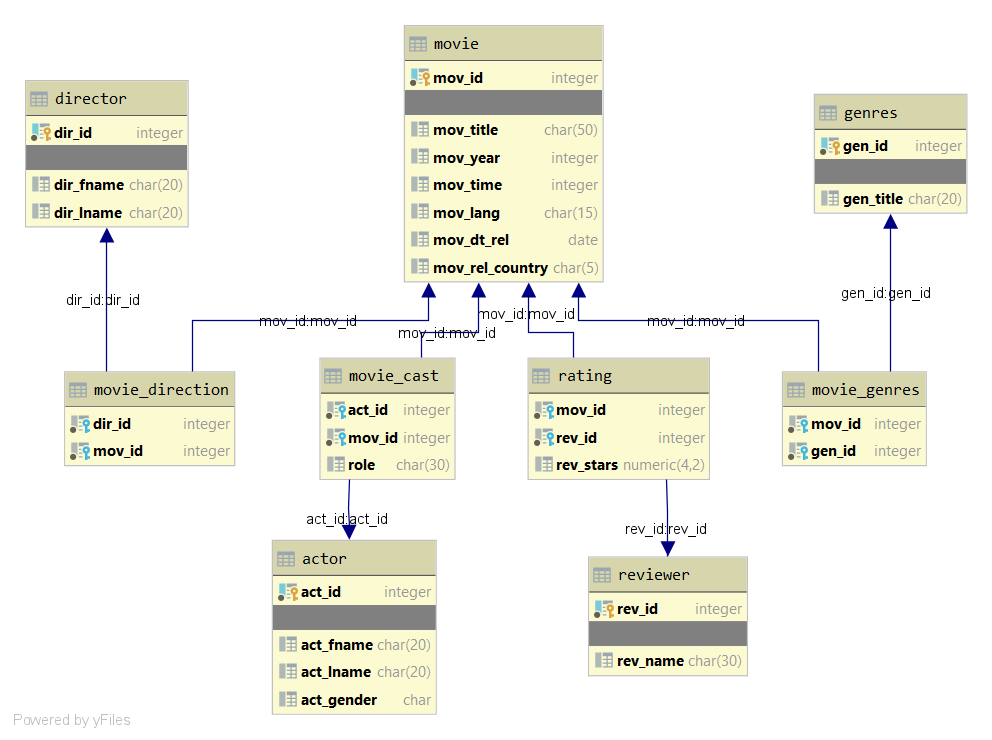 movie
mov_id integer
mov_title char(50)
mov_year integer
mov_time integer
mov_lang char(15)
mov_dt_rel date
mov_rel_country char(5)
director
dir_id integer
dir_fname char(20)
dir_lname char(20)
genres
gen_id integer
gen_title char(20)
dir_id:dir_id
mov_id:mov_id
mov_id:mov_id
mov_id:mov_id
mov_id:mov_id
gen_id:gen_id
movie_direction
dir_id integer
mov_id integer
movie_cast
act_id integer
mov_id integer
role char(30)
rating
mov_id integer
rev_id integer
rev_stars numeric(4,2)
movie_genres
mov_id integer
gen_id integer
act_id:act_id
rev_id:rev_id
actor
act_id integer
act_fname char(20)
act_lname char(20)
act_gender char
reviewer
rev_id integer
rev_name char(30)
Powered by yFiles